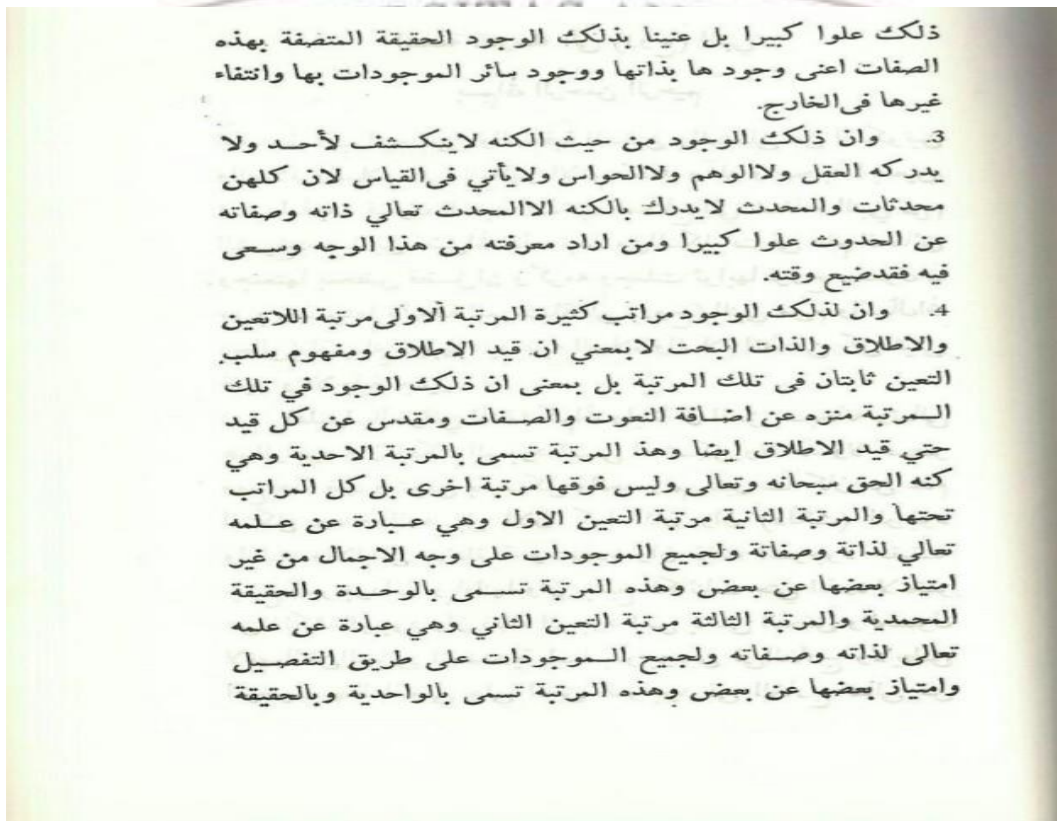 ذلك علوا كبيرا بل عنينا بذلك الوجود الحقيقة المتصفة بهذه
الصفات اعنى وجود ها بذاتها ووجود سائر الموجودات بها وانتفاء
غيرها فى الخارج.
3. وان ذلك الوجود من حيث الكنه لاينكشف لأحد ولا
يدركه العقل ولاالوهم ولاالحواس ولايأتي فى القياس لان كلهن
محدثات والمحدث لايدرك بالكنه الاالمحدث تعالي ذاته وصفاته
عن الحدوث علوا كبيرا ومن اراد معرفته من هذا الوجه وسعى
فيه فقدضيع وقته.
4. وان لذلك الوجود مراتب كثيرة المرتبة الاولى مرتبة اللاتعين
والاطلاق والذات البحت لابمعني ان قيد الاطلاق ومفهوم سلب
التعين ثابتان فى تلك المرتبة بل بمعنى ان ذلك الوجود في تلك
المرتبة منزه عن اضافة النعوت والصفات ومقدس عن كل قيد
حتي قيد الاطلاق ايضا وهذ المرتبة تسمى بالمرتبة الاحدية وهي
كنه الحق سبحانه وتعالى وليس فوقها مرتبة اخرى بل كل المراتب
تحتها والمرتبة الثانية مرتبة التعين الاول وهي عبارة عن علمه
تعالي لذاتة وصفاتة ولجميع الموجودات على وجه الاجمال من غير
امتياز بعضها عن بعض وهذه المرتبة تسمى بالوحدة والحقيقة
المحمدية والمرتبة الثالثة مرتبة التعين الثاني وهي عبارة عن علمه
تعالى لذاته وصفاته ولجميع الموجودات على طريق التفصيل
وامتياز بعضها عن بعض وهذه المرتبة تسمى بالواحدية وبالحقيقة